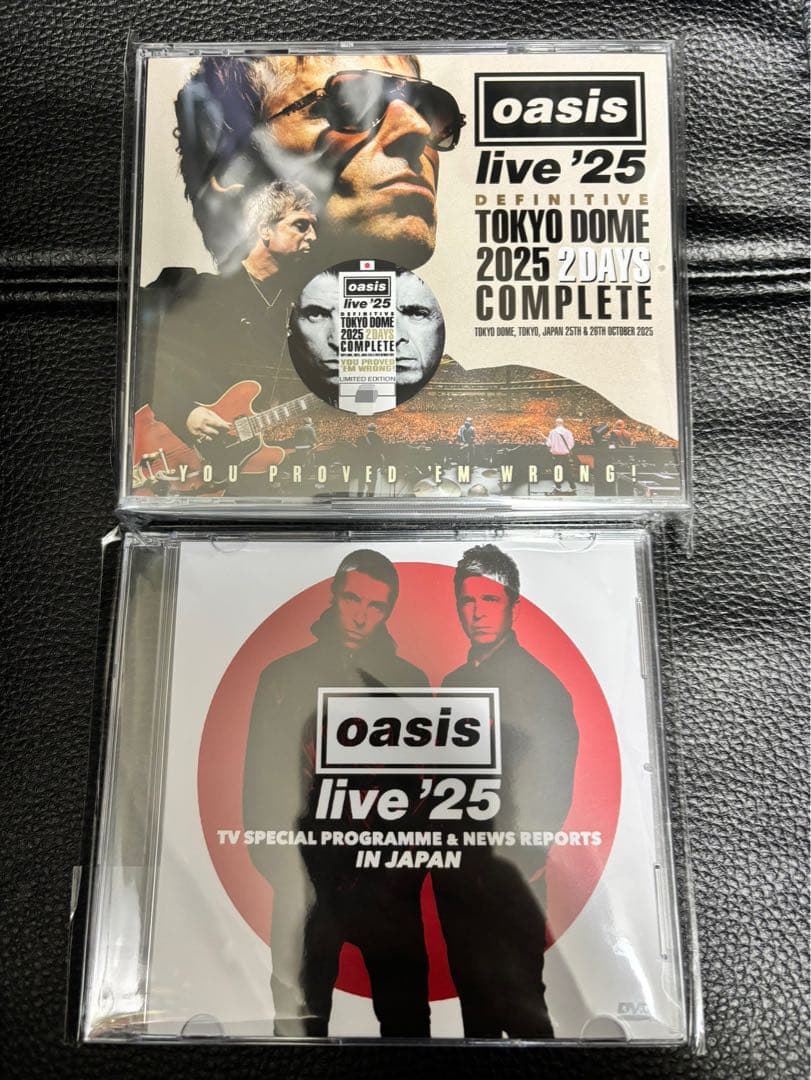 oasis
live '25
DEFINITIVE
TOKYO DOME
2025 2DAYS
COMPLETE
TOKYO DOME, TOKYO, JAPAN 25TH & 26TH OCTOBER 2025
oasis
live '25
DEFINITIVE
TOKYO DOME
2025 2DAYS
COMPLETE
YOU PROVED
'EM WRONG!
LIMITED EDITION
YOU PROVED 'EM WRONG!
oasis
live '25
TV SPECIAL PROGRAMME & NEWS REPORTS
IN JAPAN
DVD